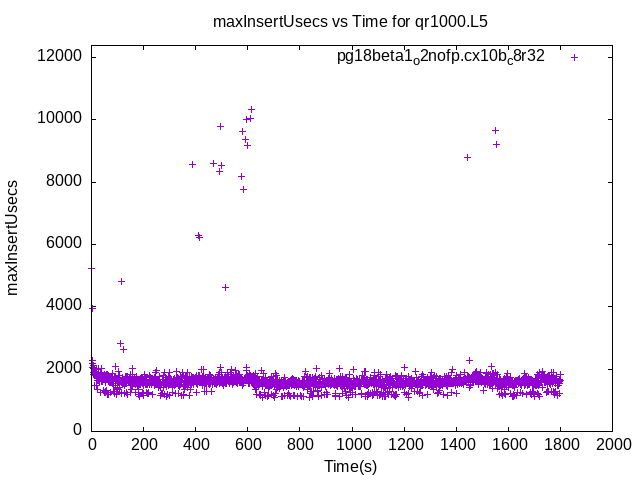 maxInsertUsecs vs Time for qr1000.L5
pg18beta1o2nofp.cx10bc8r32
12000
10000
8000
6000
4000
2000
0
maxInsertUsecs
0 200 400 600 800 1000 1200 1400 1600 1800 2000
Time(s)